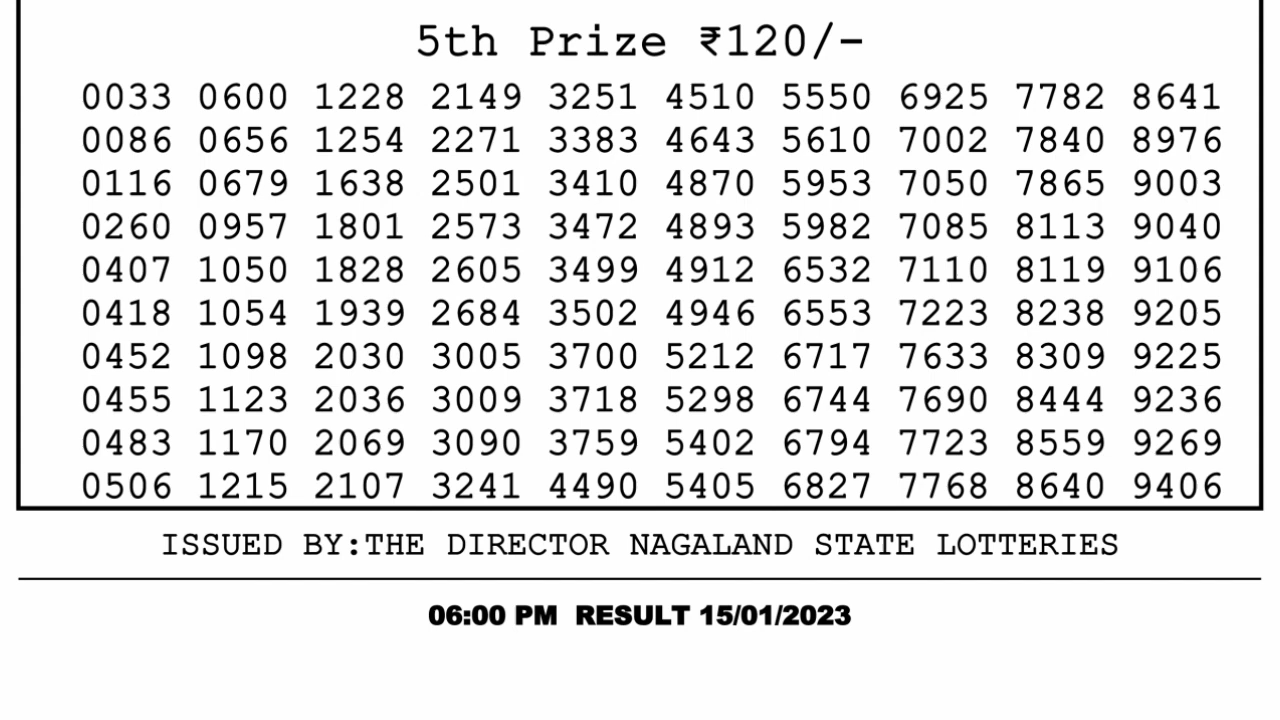 5th Prize ₹120/-
0033 0600 1228 2149 3251 4510 5550 6925 7782 8641
0086 0656 1254 2271 3383 4643 5610 7002 7840 8976
0116 0679 1638 2501 3410 4870 5953 7050 7865 9003
0260 0957 1801 2573 3472 4893 5982 7085 8113 9040
0407 1050 1828 2605 3499 4912 6532 7110 8119 9106
0418 1054 1939 2684 3502 4946 6553 7223 8238 9205
0452 1098 2030 3005 3700 5212 6717 7633 8309 9225
0455 1123 2036 3009 3718 5298 6744 7690 8444 9236
0483 1170 2069 3090 3759 5402 6794 7723 8559 9269
0506 1215 2107 3241 4490 5405 6827 7768 8640 9406
ISSUED BY:THE DIRECTOR NAGALAND STATE LOTTERIES
06:00 PM RESULT 15/01/2023